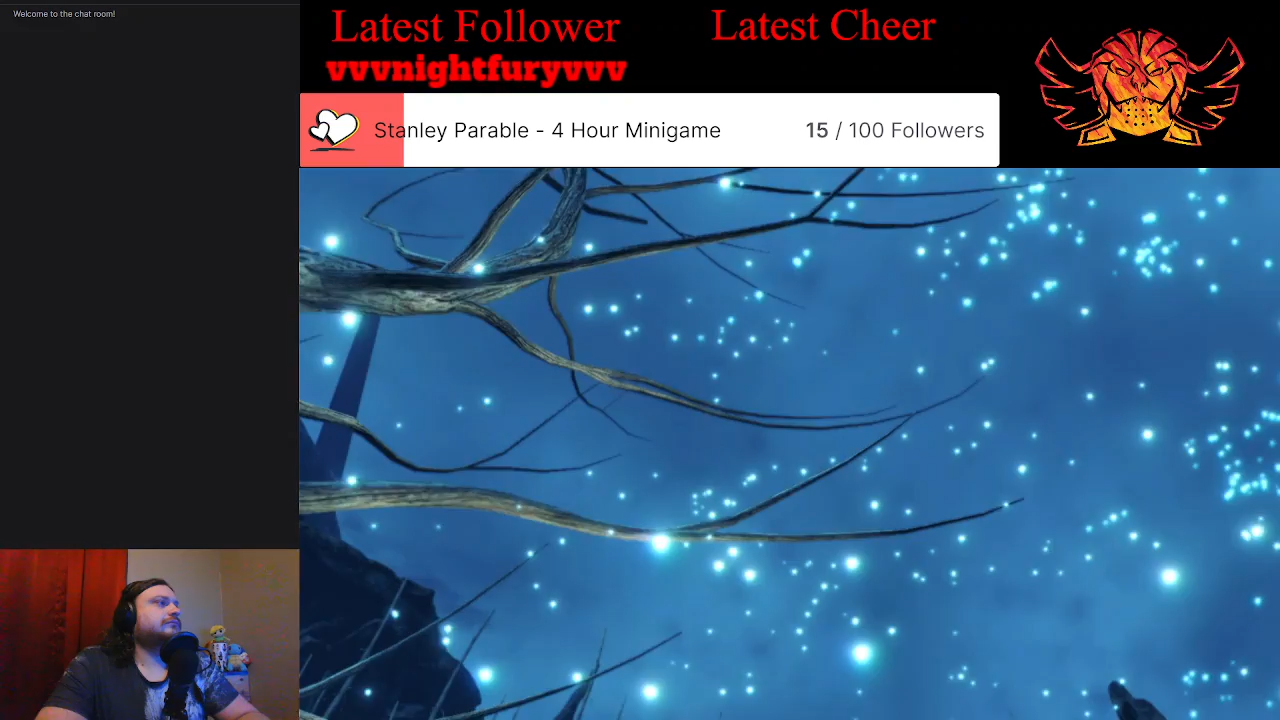 Welcome to the chat room!
Latest Follower
vvvnightfuryvvv
Latest Cheer
Stanley Parable - 4 Hour Minigame
15 / 100 Followers